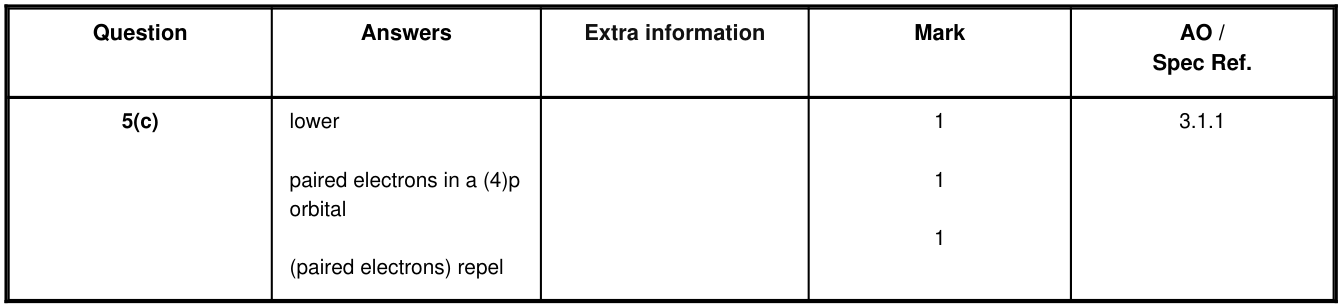 Question Answers Extra information Mark AO /
Spec Ref.
5(c) lower 1 3.1.1
paired electrons in a (4)p 1
orbital
1
(paired electrons) repel